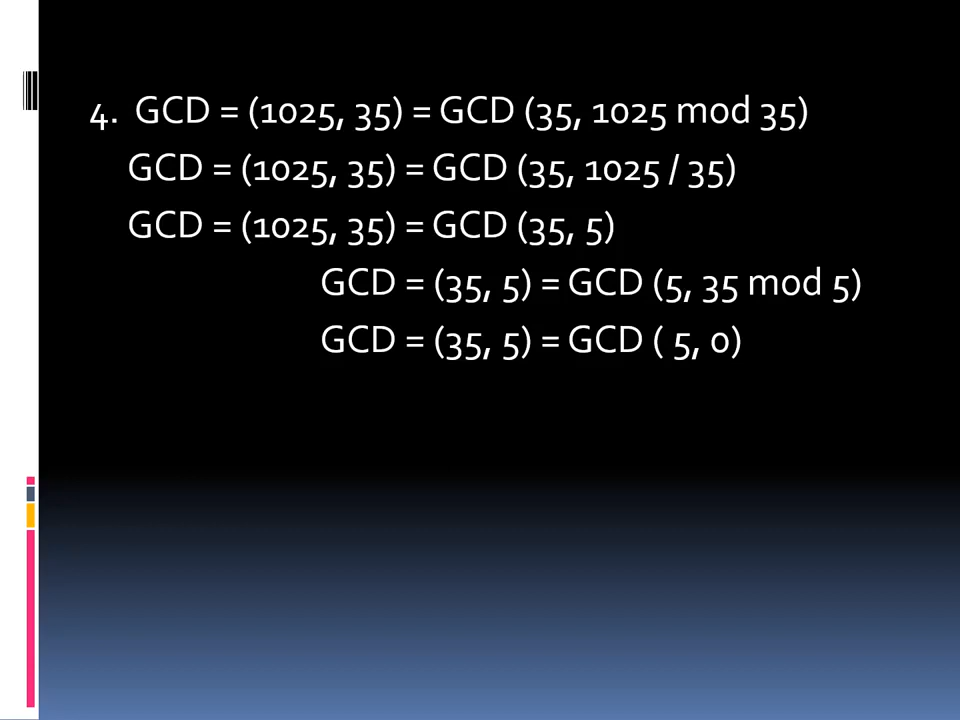 4. GCD = (1025, 35) = GCD (35, 1025 mod 35)
GCD = (1025, 35) = GCD (35, 1025 / 35)
GCD = (1025, 35) = GCD (35, 5)
GCD = (35, 5) = GCD (5, 35 mod 5)
GCD = (35, 5) = GCD ( 5, 0)